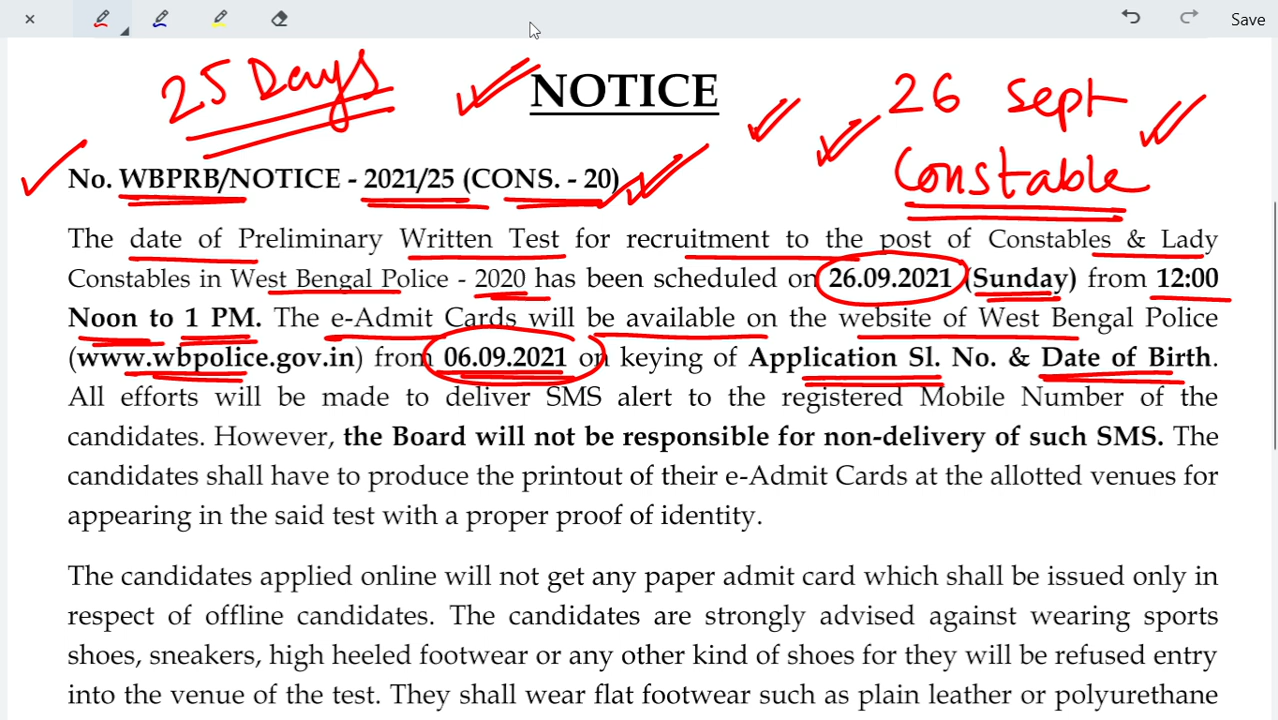 Save
25 Days
NOTICE
26 Sept
Constable
No. WBPRB/NOTICE - 2021/25 (CONS. - 20)
The date of Preliminary Written Test for recruitment to the post of Constables & Lady
Constables in West Bengal Police - 2020 has been scheduled on 26.09.2021 (Sunday) from 12:00
Noon to 1 PM. The e-Admit Cards will be available on the website of West Bengal Police
(www.wbpolice.gov.in) from 06.09.2021 on keying of Application Sl. No. & Date of Birth.
All efforts will be made to deliver SMS alert to the registered Mobile Number of the
candidates. However, the Board will not be responsible for non-delivery of such SMS. The
candidates shall have to produce the printout of their e-Admit Cards at the allotted venues for
appearing in the said test with a proper proof of identity.
The candidates applied online will not get any paper admit card which shall be issued only in
respect of offline candidates. The candidates are strongly advised against wearing sports
shoes, sneakers, high heeled footwear or any other kind of shoes for they will be refused entry
into the venue of the test. They shall wear flat footwear such as plain leather or polyurethane